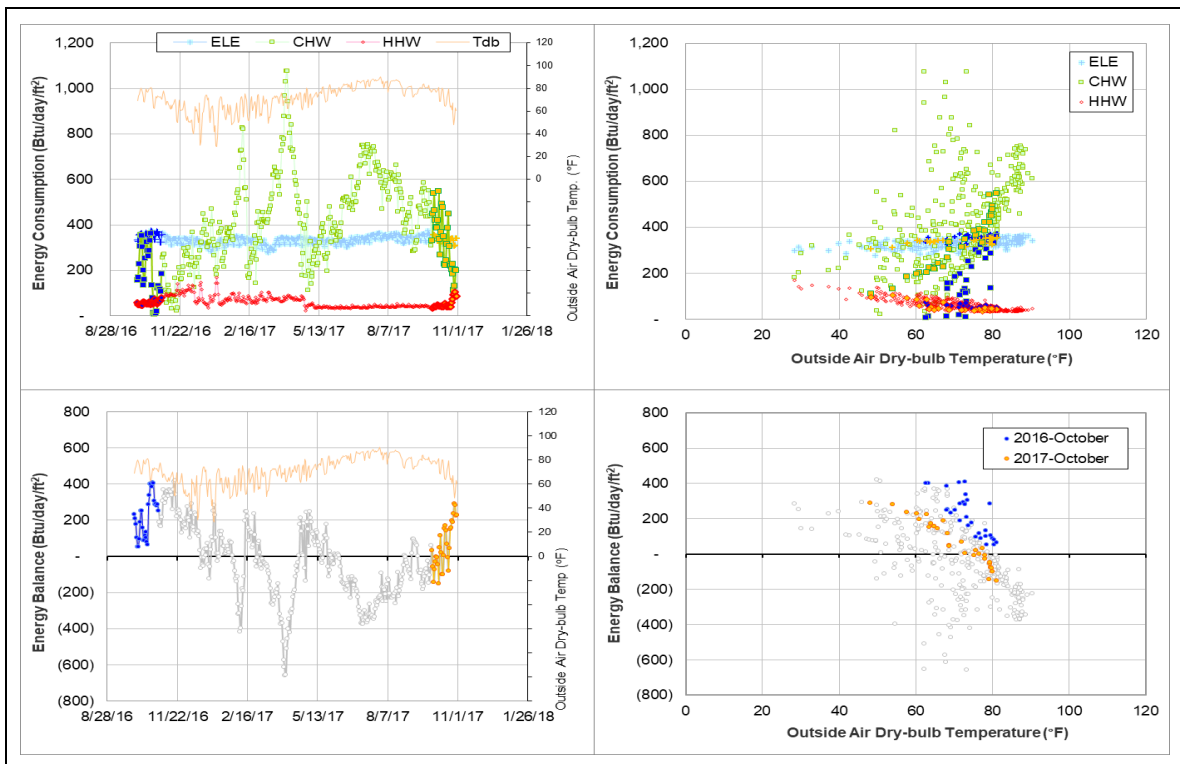 ELE CHW HHW Tdb
1,200
1,000
800
600
400
200
-
Energy Consumption (Btu/day/ft²)
120
100
80
60
40
20
0
Outside Air Dry-bulb Temp. (°F)
8/28/16 11/22/16 2/16/17 5/13/17 8/7/17 11/1/17 1/26/18
1,200
1,000
800
600
400
200
-
Energy Consumption (Btu/day/ft²)
ELE
CHW
HHW
0 20 40 60 80 100 120
Outside Air Dry-bulb Temperature (°F)
800
600
400
200
-
(200)
(400)
(600)
(800)
Energy Balance (Btu/day/ft²)
120
100
80
60
40
20
0
Outside Air Dry-bulb Temp (°F)
8/28/16 11/22/16 2/16/17 5/13/17 8/7/17 11/1/17 1/26/18
800
600
400
200
-
(200)
(400)
(600)
(800)
Energy Balance (Btu/day/ft²)
2016-October
2017-October
0 20 40 60 80 100 120
Outside Air Dry-bulb Temperature (°F)